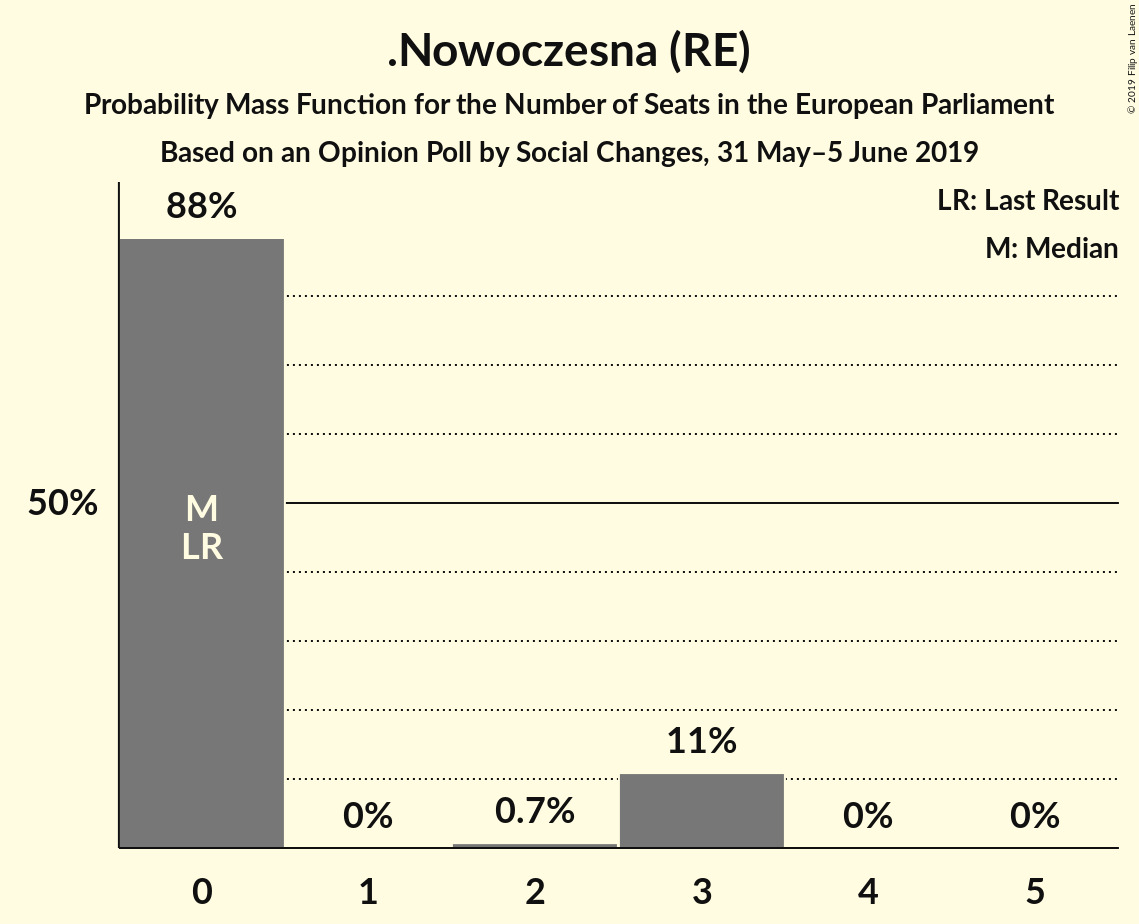 .Nowoczesna (RE)
Probability Mass Function for the Number of Seats in the European Parliament
Based on an Opinion Poll by Social Changes, 31 May–5 June 2019
© 2019 Filip van Laenen
LR: Last Result
M: Median
88%
50%
M
LR
0%
0.7%
11%
0%
0%
0
1
2
3
4
5